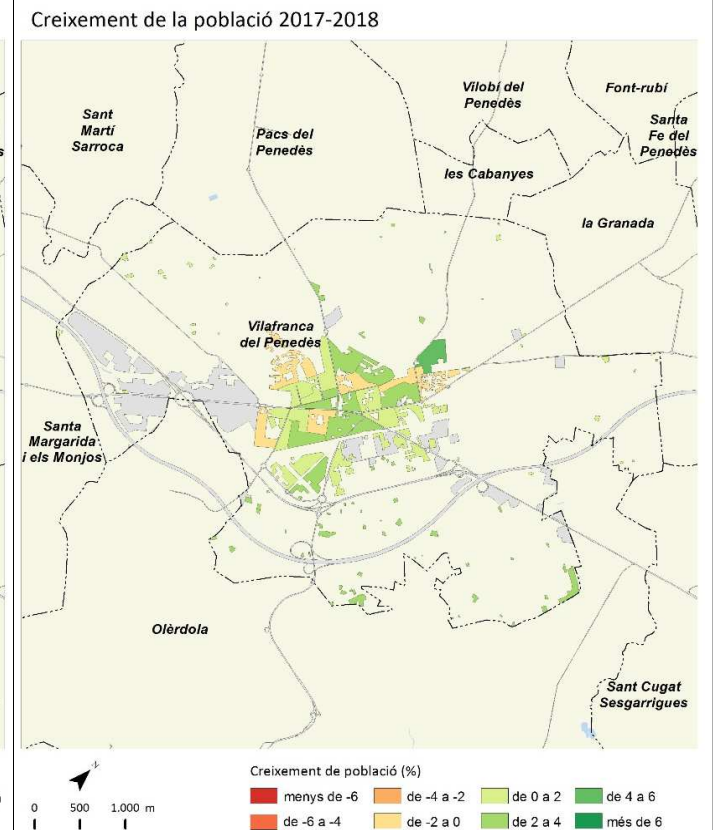 Creixement de la població 2017-2018
Vilobí del
Penedès
Font-rubí
Sant
Martí
Sarroca
Santa
Fe del
Penedès
Pacs del
Penedès
les Cabanyes
la Granada
Vilafranca
del Penedès
Santa
Margarida
i els Monjos
Olèrdola
Sant Cugat
Sesgarrigues
Creixement de població (%)
menys de -6
de -4 a -2
de 0 a 2
de 4 a 6
de -6 a -4
de -2 a 0
de 2 a 4
més de 6
N
0 500 1.000 m